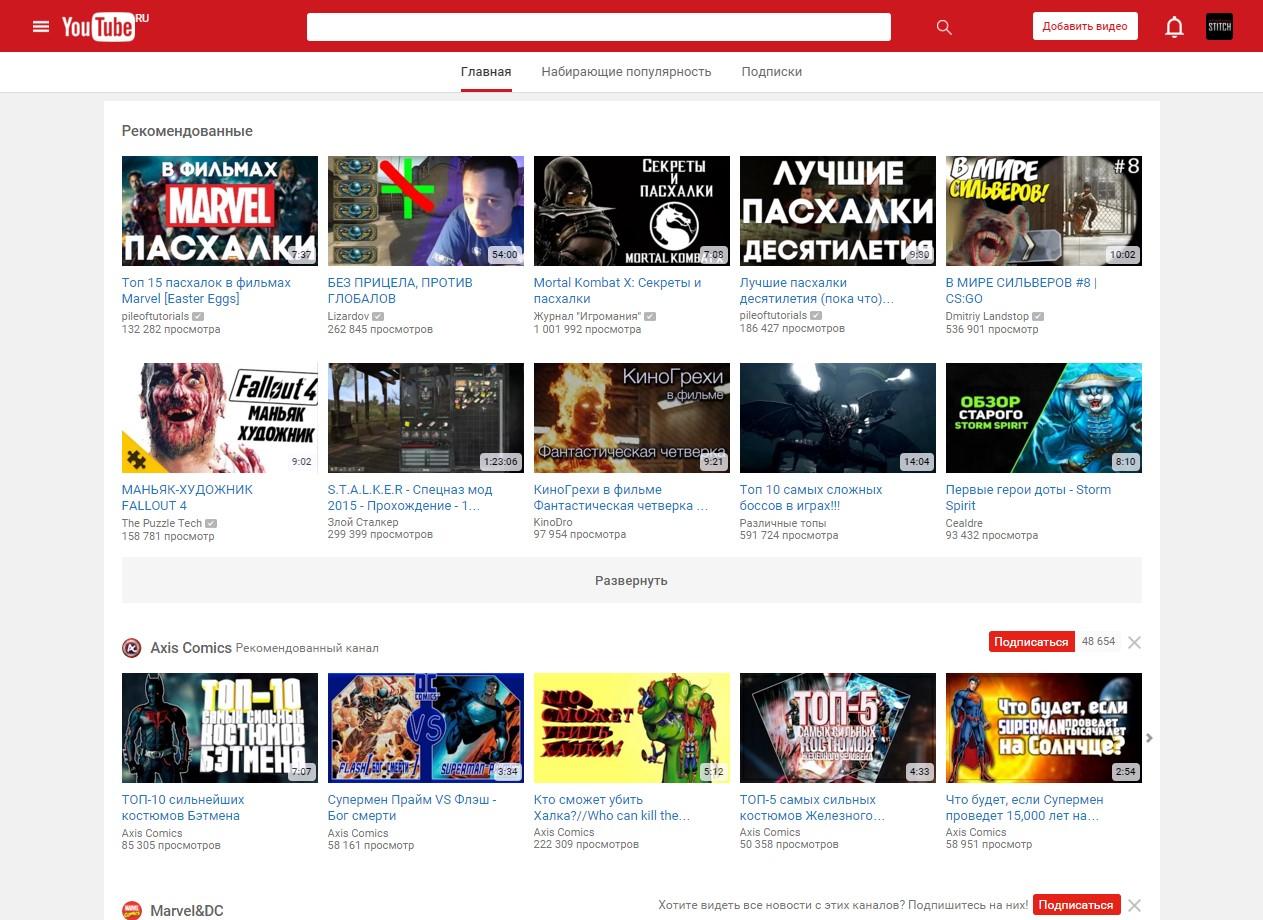 YouTube RU
Добавить видео
STITCH
Главная
Набирающие популярность
Подписки
Рекомендованные
В ФИЛЬМАХ
MARVEL
ПАСХАЛКИ
7:37
54:00
СЕКРЕТЫ
И
ПАСХАЛКИ
MORTAL KOMBAT X
7:08
ЛУЧШИЕ
ПАСХАЛКИ
ДЕСЯТИЛЕТИЯ
9:30
В МИРЕ
СИЛЬВЕРОВ!
#8
10:02
Топ 15 пасхалок в фильмах
Marvel [Easter Eggs]
pileoftutorials
132 282 просмотра
БЕЗ ПРИЦЕЛА, ПРОТИВ
ГЛОБАЛОВ
Lizardov
262 845 просмотров
Mortal Kombat X: Секреты и
пасхалки
Журнал "Игромания"
1 001 992 просмотра
Лучшие пасхалки
десятилетия (пока что)…
pileoftutorials
186 427 просмотров
В МИРЕ СИЛЬВЕРОВ #8 |
CS:GO
Dmitriy Landstop
536 901 просмотр
Fallout 4
МАНЬЯК
ХУДОЖНИК
9:02
1:23:06
КиноГрехи
в фильме
Фантастическая четверка
9:21
14:04
ОБЗОР
СТАРОГО
STORM SPIRIT
8:10
МАНЬЯК-ХУДОЖНИК
FALLOUT 4
The Puzzle Tech
158 781 просмотр
S.T.A.L.K.E.R - Спецназ мод
2015 - Прохождение - 1…
Злой Сталкер
299 399 просмотров
КиноГрехи в фильме
Фантастическая четверка …
KinoDro
97 954 просмотра
Топ 10 самых сложных
боссов в играх!!!
Различные топы
591 724 просмотра
Первые герои доты - Storm
Spirit
Cealdre
93 432 просмотра
Развернуть
Axis Comics Рекомендованный канал
Подписаться 48 654
ТОП-10
САМЫХ СИЛЬНЫХ
КОСТЮМОВ
БЭТМЕНА
7:07
DC
COMICS
VS
FLASH БОГ СМЕРТИ
SUPERMAN
3:34
КТО
СМОЖЕТ
УБИТЬ
ХАЛКА?
5:12
ТОП-5
САМЫХ СИЛЬНЫХ
КОСТЮМОВ
ЖЕЛЕЗНОГО ЧЕЛОВЕКА
4:33
Что будет, если
SUPERMAN проведет
тысячи лет
на Солнце?
2:54
ТОП-10 сильнейших
костюмов Бэтмена
Axis Comics
85 305 просмотров
Супермен Прайм VS Флэш -
Бог смерти
Axis Comics
58 161 просмотр
Кто сможет убить
Халка?//Who can kill the…
Axis Comics
222 309 просмотров
ТОП-5 самых сильных
костюмов Железного…
Axis Comics
50 358 просмотров
Что будет, если Супермен
проведет 15,000 лет на…
Axis Comics
58 951 просмотр
Marvel&DC
Хотите видеть все новости с этих каналов? Подпишитесь на них! Подписаться